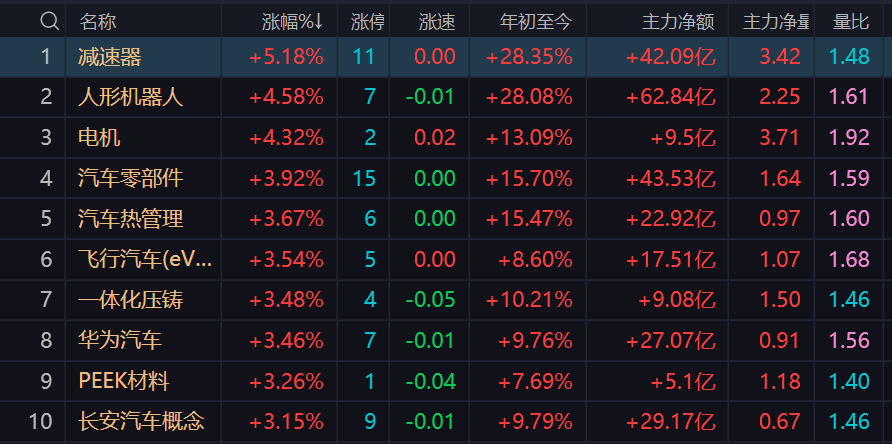 名称 涨幅%↓ 涨停 涨速 年初至今 主力净额 主力净量 量比
1 减速器 +5.18% 11 0.00 +28.35% +42.09亿 3.42 1.48
2 人形机器人 +4.58% 7 -0.01 +28.08% +62.84亿 2.25 1.61
3 电机 +4.32% 2 0.02 +13.09% +9.5亿 3.71 1.92
4 汽车零部件 +3.92% 15 0.00 +15.70% +43.53亿 1.64 1.59
5 汽车热管理 +3.67% 6 0.00 +15.47% +22.92亿 0.97 1.60
6 飞行汽车(eV... +3.54% 5 0.00 +8.60% +17.51亿 1.07 1.68
7 一体化压铸 +3.48% 4 -0.05 +10.21% +9.08亿 1.50 1.46
8 华为汽车 +3.46% 7 -0.01 +9.76% +27.07亿 0.91 1.56
9 PEEK材料 +3.26% 1 -0.04 +7.69% +5.1亿 1.18 1.40
10 长安汽车概念 +3.15% 9 -0.01 +9.79% +29.17亿 0.67 1.46